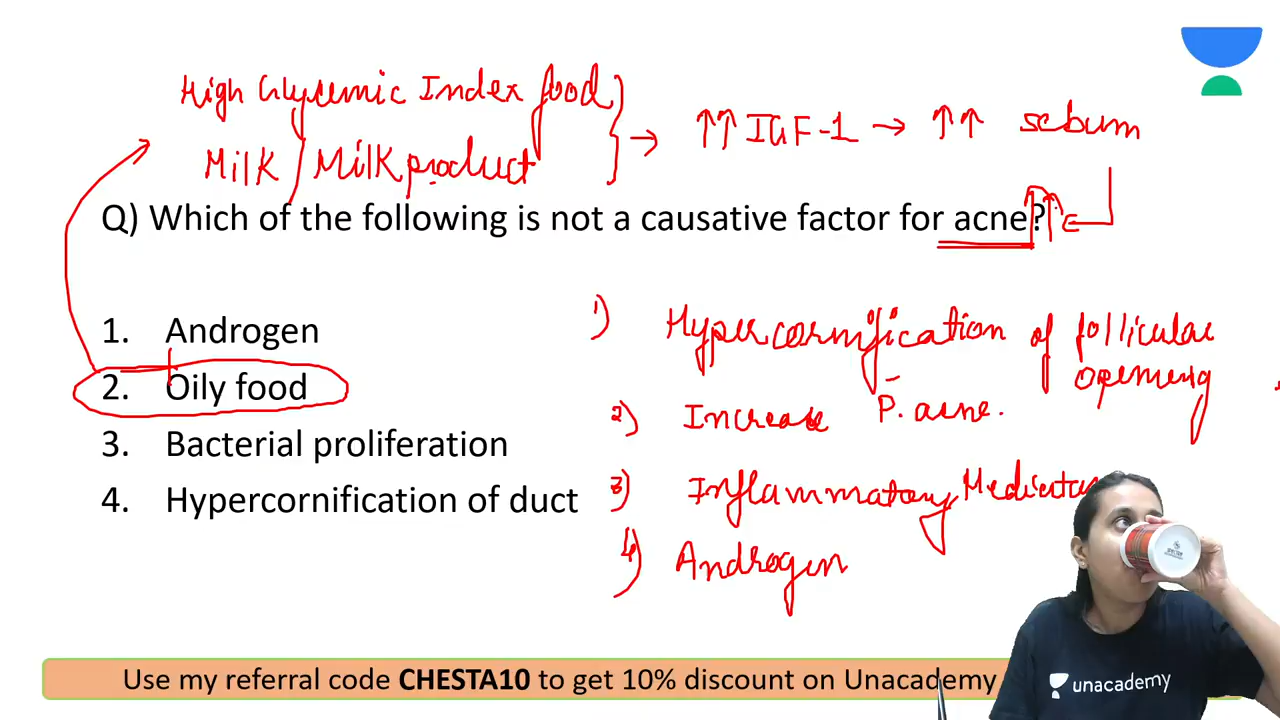 High Glycemic Index food
Milk / Milk product
} → ↑↑ IGF-1 → ↑↑ sebum
Q) Which of the following is not a causative factor for acne?
↑↑
1. Androgen
2. Oily food
3. Bacterial proliferation
4. Hypercornification of duct
1) Hypercornification of follicular
opening
2) Increase P. acne.
3) Inflammatory Mediators
4) Androgen
Use my referral code CHESTA10 to get 10% discount on Unacademy
unacademy